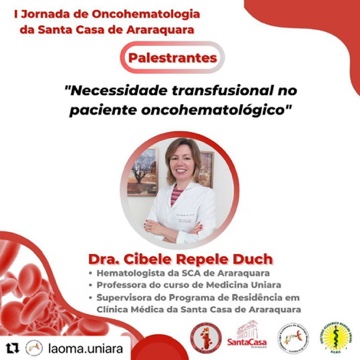 I Jornada de Oncohematologia
da Santa Casa de Araraquara
Palestrantes
"Necessidade transfusional no
paciente oncohematológico"
Dra. Cibele Repele Duch
Hematologista da SCA de Araraquara
Professora do curso de Medicina Uniara
Supervisora do Programa de Residência em
Clínica Médica da Santa Casa de Araraquara
laoma.uniara
SantaCasa